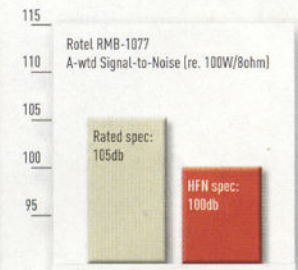 115
Rotel RMB-1077
110 A-wtd Signal-to-Noise (re. 100W/8ohm)
105
Rated spec:
105db
100
HFN spec:
100db
95